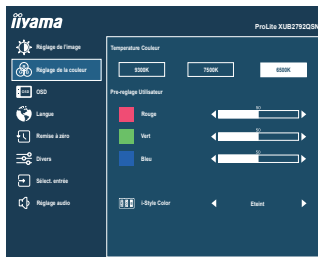 iiyama
ProLite XUB2792QS
Réglage de l'image
Réglage de la couleur
OSD
Langue
Remise à zéro
Divers
Sélect. entrée
Réglage audio
Temperature Couleur
9300K
7500K
6500K
Pre-reglage Utilisateur
Rouge
50
Vert
50
Bleu
50
i-Style Color
Eteint